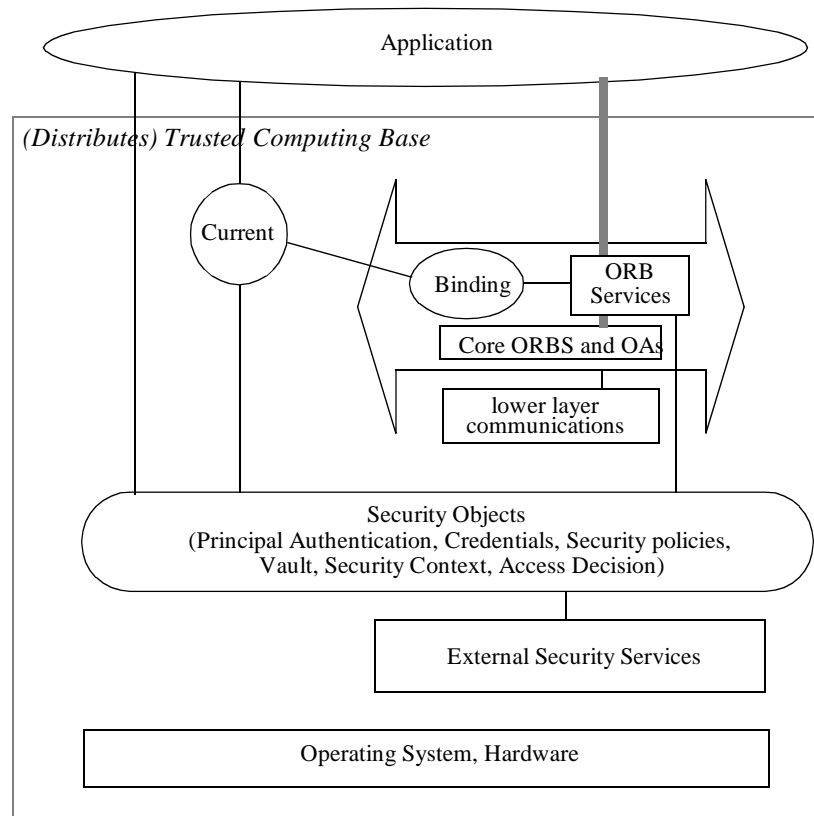 Application
(Distributes) Trusted Computing Base
Current
Binding
ORB
Services
Core ORBS and OAs
lower layer
communications
Security Objects
(Principal Authentication, Credentials, Security policies,
Vault, Security Context, Access Decision)
External Security Services
Operating System, Hardware